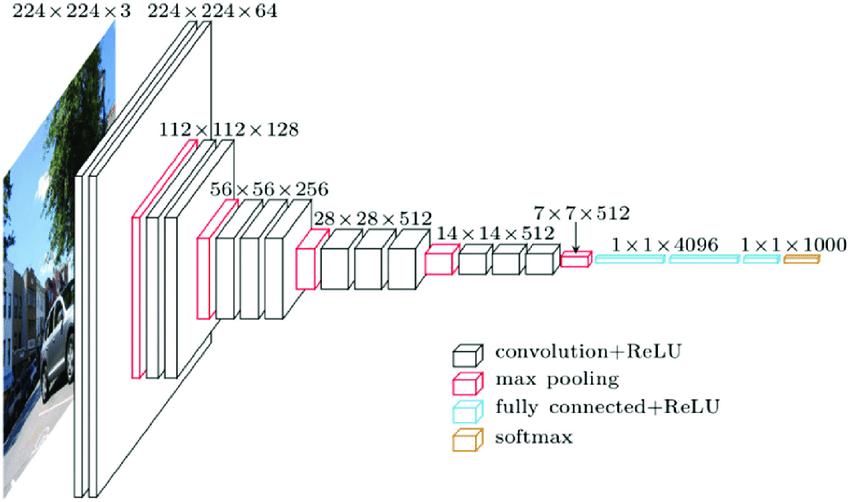 224×224×3
224×224×64
112×112×128
56×56×256
28×28×512
14×14×512
7×7×512
1×1×4096
1×1×1000
convolution+ReLU
max pooling
fully connected+ReLU
softmax